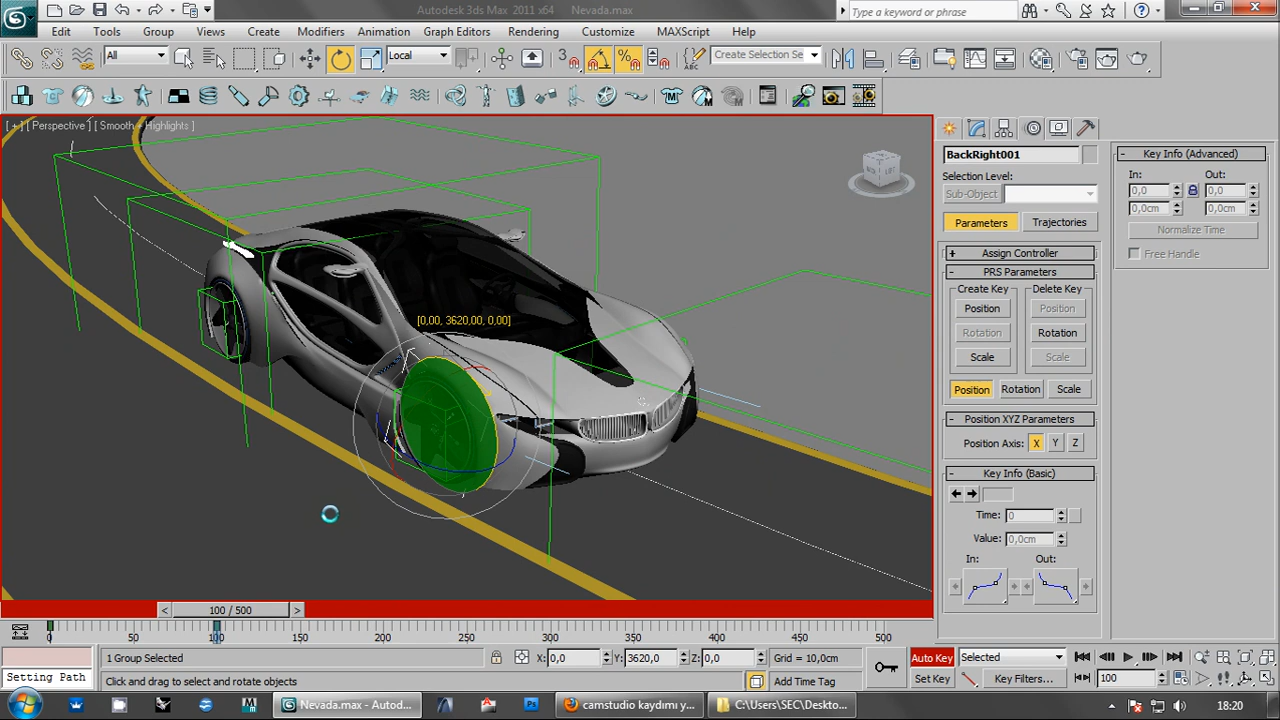 Autodesk 3ds Max 2011 x64 Nevada.max
Type a keyword or phrase
Edit Tools Group Views Create Modifiers Animation Graph Editors Rendering Customize MAXScript Help
All
Local
3
Create Selection Se
ABC
[ + ] [ Perspective ] [ Smooth + Highlights ]
[0,00, 3620,00, 0,00]
BackRight001
Selection Level:
Sub-Object
Parameters Trajectories
+ Assign Controller
- PRS Parameters
Create Key Delete Key
Position Position
Rotation Rotation
Scale Scale
Position Rotation Scale
- Position XYZ Parameters
Position Axis: X Y Z
- Key Info (Basic)
Time: 0
Value: 0,0cm
In: Out:
- Key Info (Advanced)
In: Out:
0,0 0,0
0,0cm 0,0cm
Normalize Time
Free Handle
< 100 / 500 >
0 50 100 150 200 250 300 350 400 450 500
1 Group Selected
X: 0,0 Y: 3620,0 Z: 0,0 Grid = 10,0cm
Auto Key Selected
Setting Path
Click and drag to select and rotate objects
Add Time Tag
Set Key Key Filters... 100
Nevada.max - Autod...
camstudio kaydımı y...
C:\Users\SEC\Deskto...
18:20